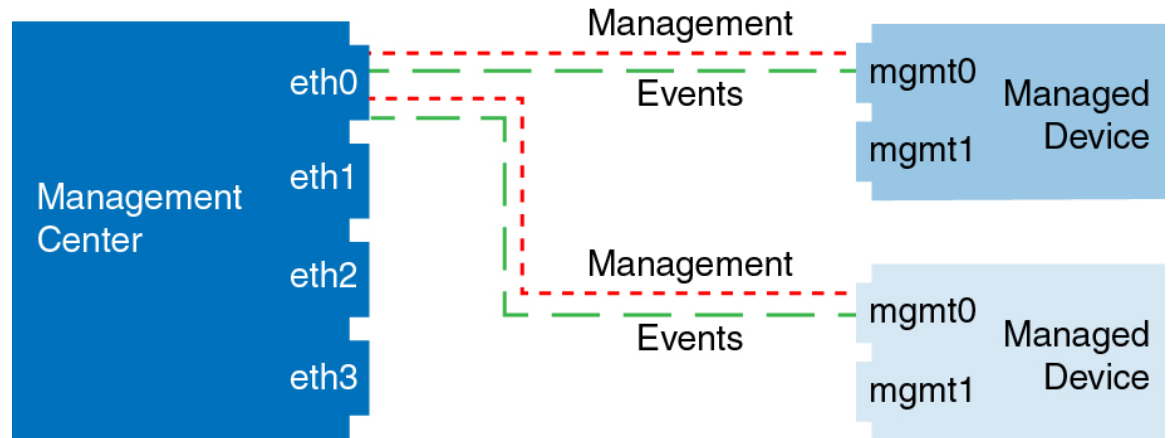 Management
eth0
mgmt0
Events
Managed
Device
eth1
mgmt1
Management
Center
eth2
Management
mgmt0
Events
Managed
Device
eth3
mgmt1